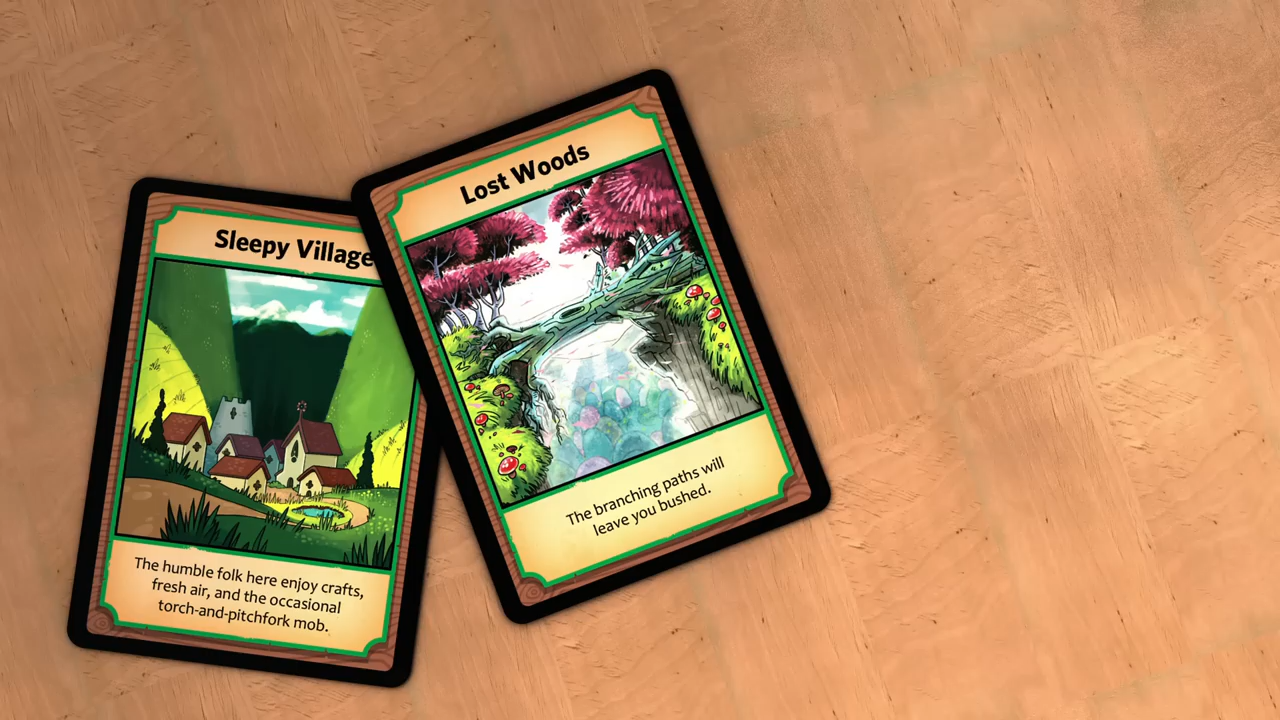 Sleepy Village
The humble folk here enjoy crafts,
fresh air, and the occasional
torch-and-pitchfork mob.
Lost Woods
The branching paths will
leave you bushed.